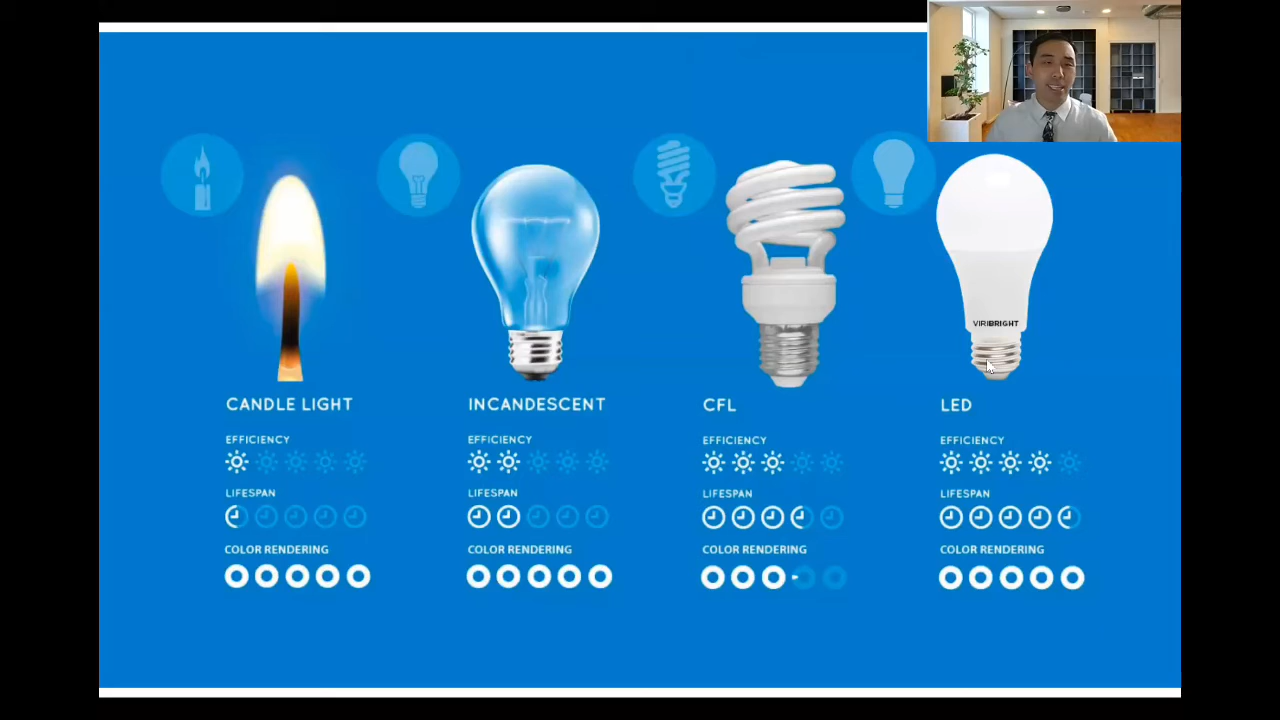 VIRIBRIGHT
CANDLE LIGHT
EFFICIENCY
LIFESPAN
COLOR RENDERING
INCANDESCENT
EFFICIENCY
LIFESPAN
COLOR RENDERING
CFL
EFFICIENCY
LIFESPAN
COLOR RENDERING
LED
EFFICIENCY
LIFESPAN
COLOR RENDERING